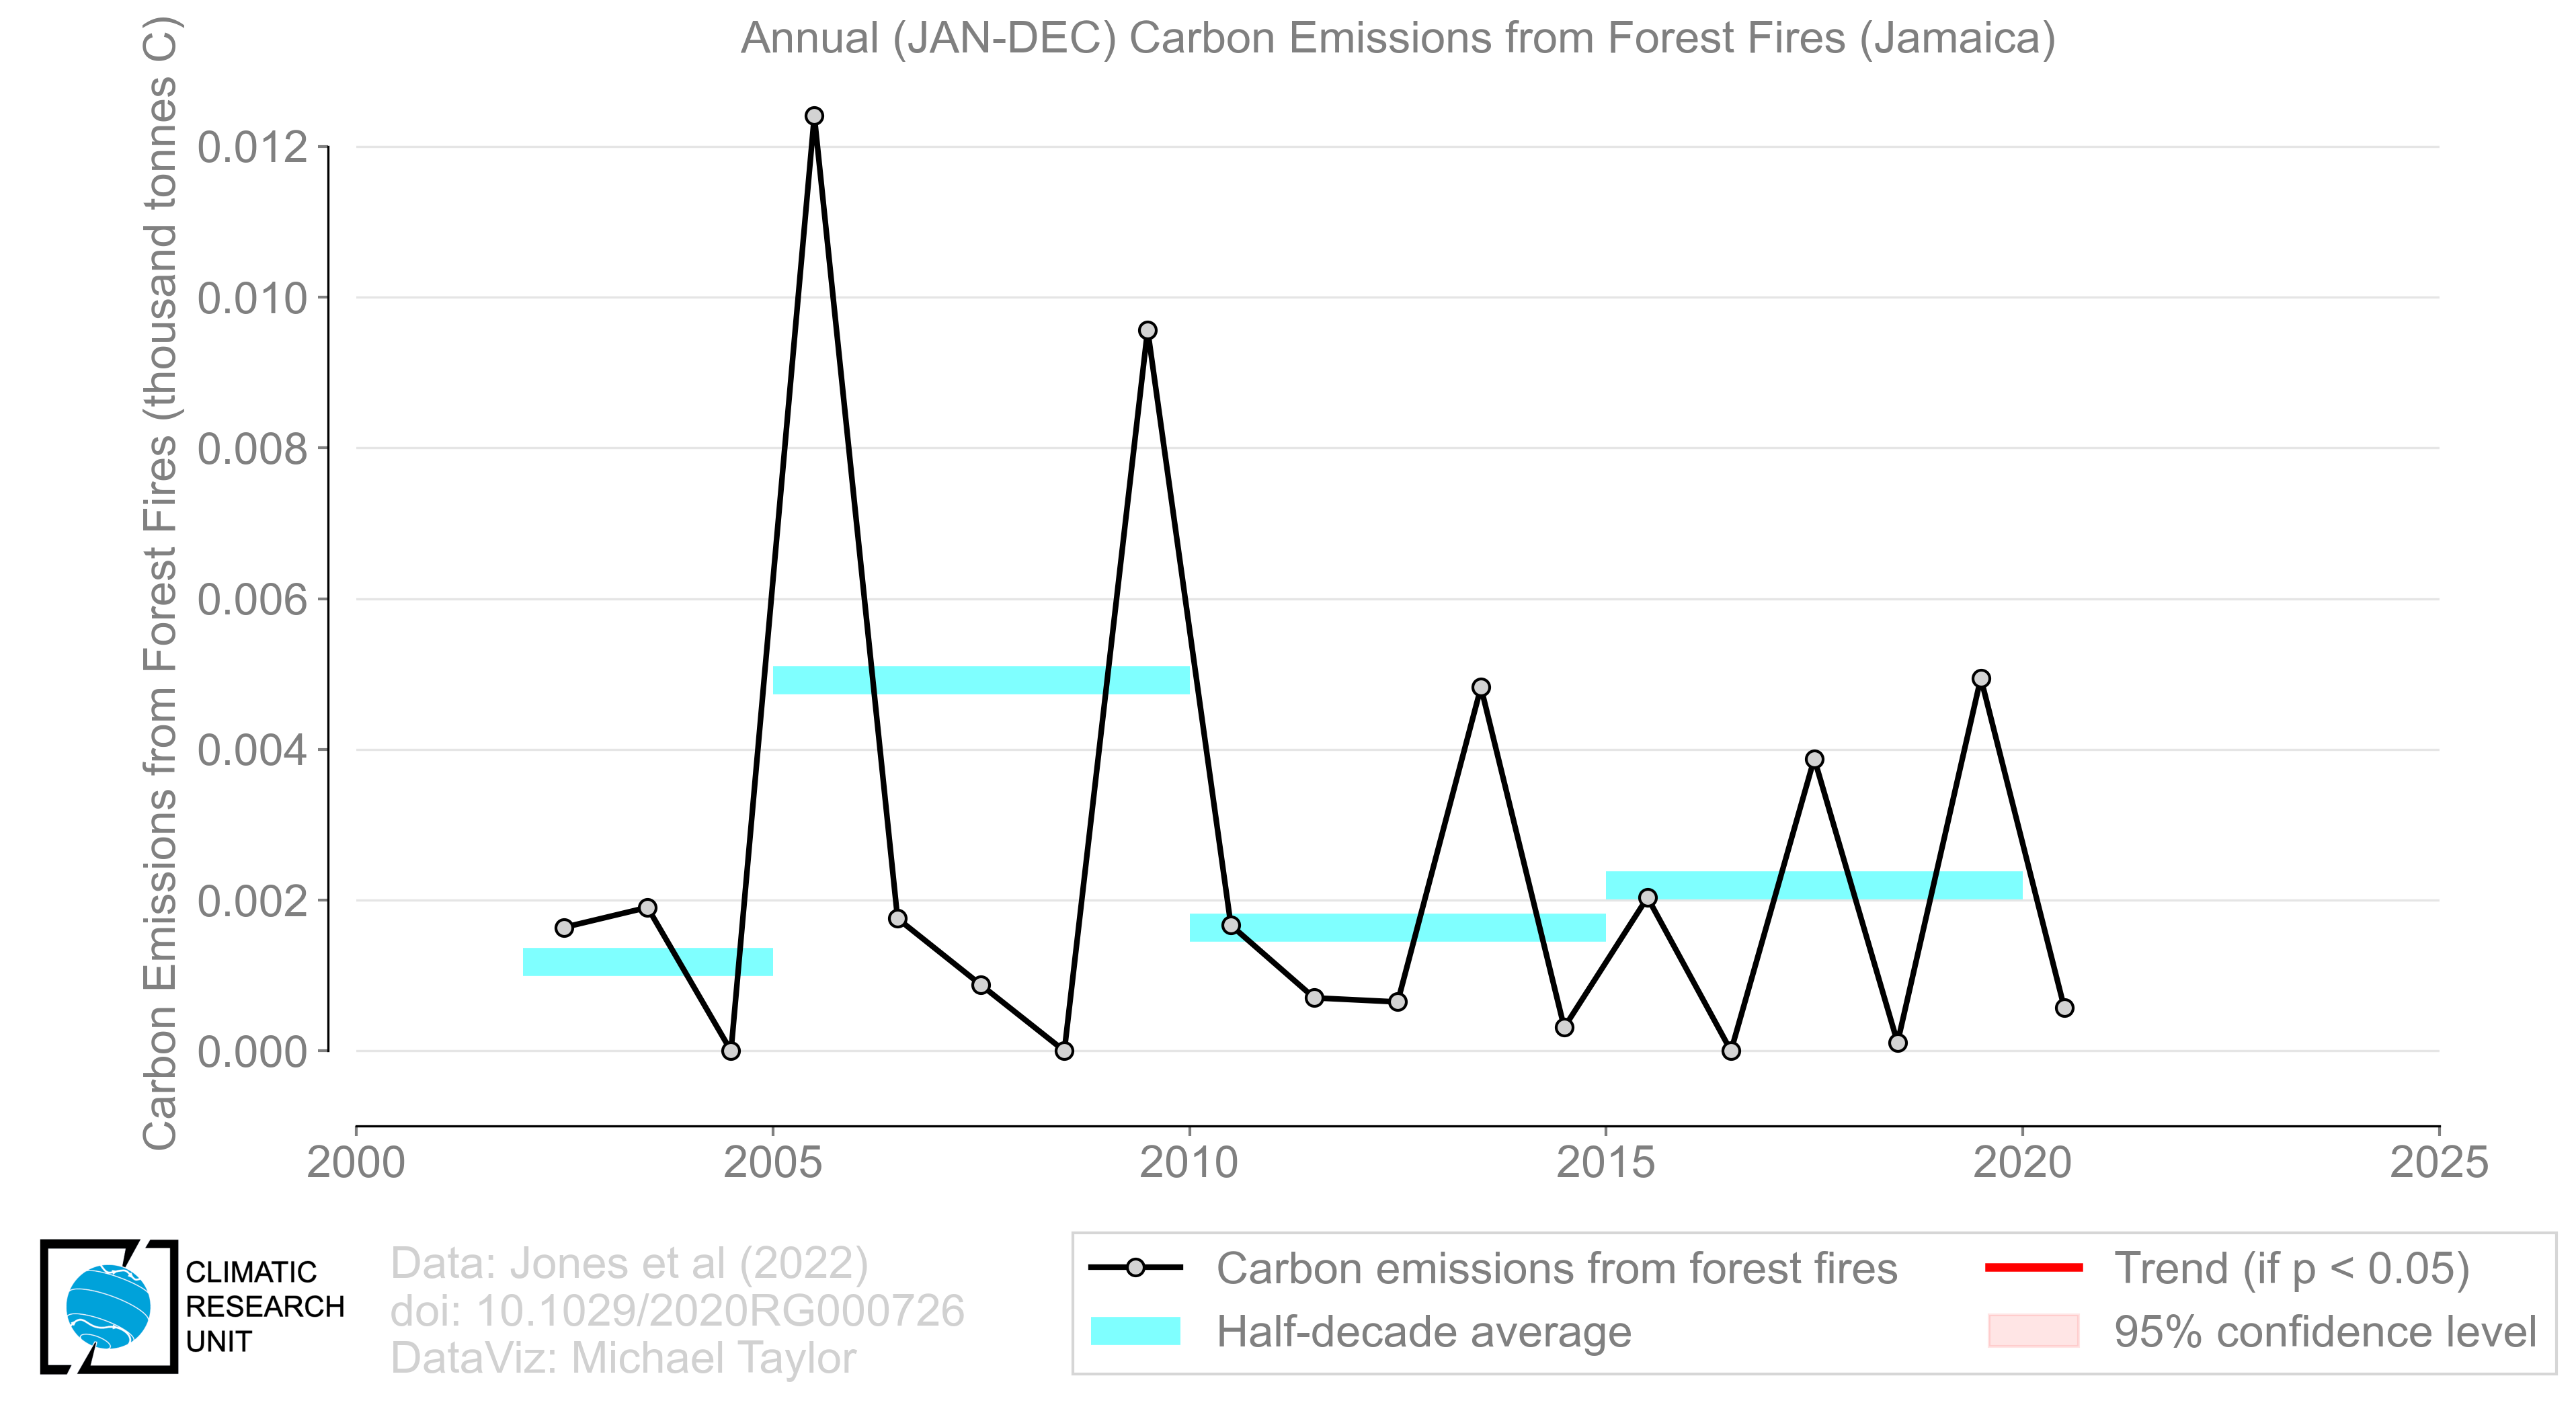 Annual (JAN-DEC) Carbon Emissions from Forest Fires (Jamaica)
Carbon Emissions from Forest Fires (thousand tonnes C)
0.012
0.010
0.008
0.006
0.004
0.002
0.000
2000
2005
2010
2015
2020
2025
CLIMATIC
RESEARCH
UNIT
Data: Jones et al (2022)
doi: 10.1029/2020RG000726
DataViz: Michael Taylor
Carbon emissions from forest fires
Half-decade average
Trend (if p < 0.05)
95% confidence level